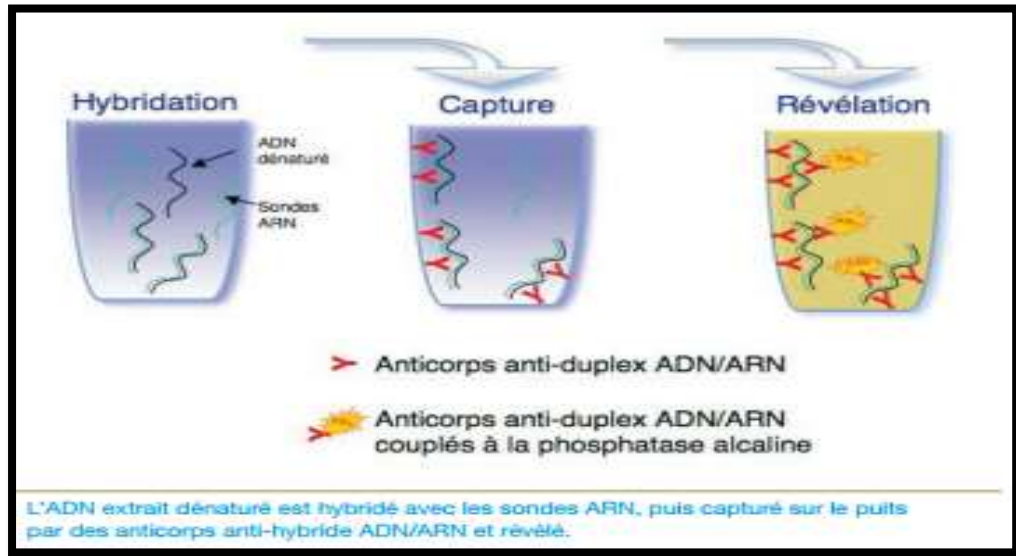 Hybridation
Capture
Révélation
ADN
dénaturé
Sondes
ARN
Anticorps anti-duplex ADN/ARN
Anticorps anti-duplex ADN/ARN
couplés à la phosphatase alcaline
L'ADN extrait dénaturé est hybridé avec les sondes ARN, puis capturé sur le puits
par des anticorps anti-hybride ADN/ARN et révélé.